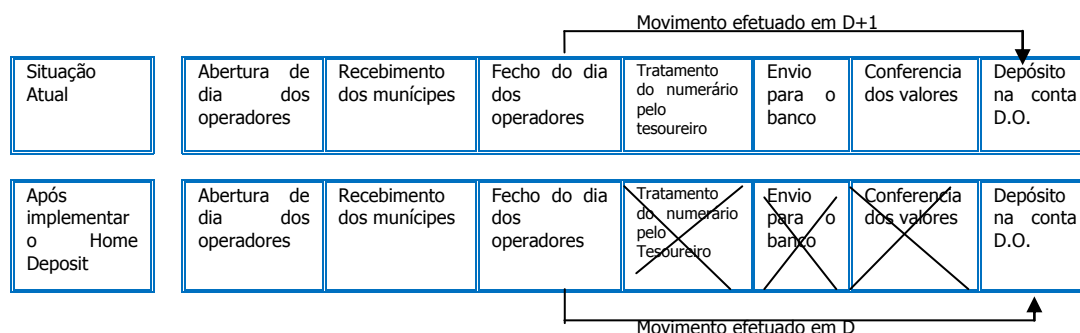 Movimento efetuado em D+1
Situação
Atual
Abertura de
dia dos
operadores
Recebimento
dos munícipes
Fecho do dia
dos
operadores
Tratamento
do numerário
pelo
tesoureiro
Envio
para o
banco
Conferencia
dos valores
Depósito
na conta
D.O.
Após
implementar
o Home
Deposit
Abertura de
dia dos
operadores
Recebimento
dos munícipes
Fecho do dia
dos
operadores
Tratamento
do numerário
pelo
Tesoureiro
Envio
para o
banco
Conferencia
dos valores
Depósito
na conta
D.O.
Movimento efetuado em D